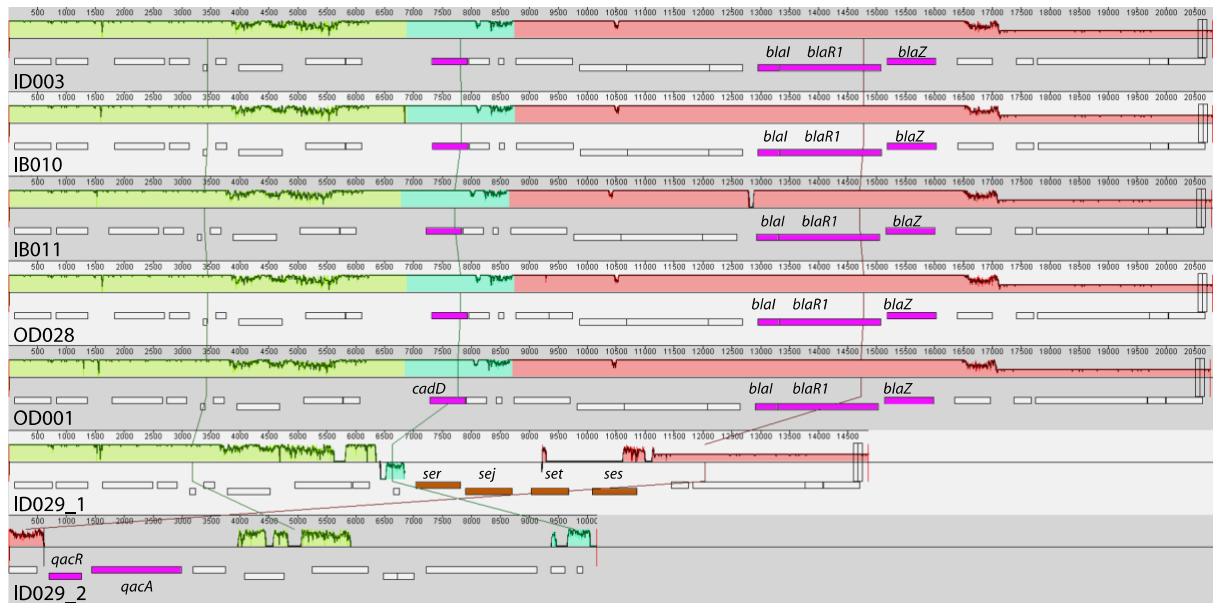 500 1000 1500 2000 2500 3000 3500 4000 4500 5000 5500 6000 6500 7000 7500 8000 8500 9000 9500 10000 10500 11000 11500 12000 12500 13000 13500 14000 14500 15000 15500 16000 16500 17000 17500 18000 18500 19000 19500 20000 20500
blaI blaR1 blaZ
ID003
500 1000 1500 2000 2500 3000 3500 4000 4500 5000 5500 6000 6500 7000 7500 8000 8500 9000 9500 10000 10500 11000 11500 12000 12500 13000 13500 14000 14500 15000 15500 16000 16500 17000 17500 18000 18500 19000 19500 20000 20500
blaI blaR1 blaZ
IB010
500 1000 1500 2000 2500 3000 3500 4000 4500 5000 5500 6000 6500 7000 7500 8000 8500 9000 9500 10000 10500 11000 11500 12000 12500 13000 13500 14000 14500 15000 15500 16000 16500 17000 17500 18000 18500 19000 19500 20000 20500
blaI blaR1 blaZ
IB011
500 1000 1500 2000 2500 3000 3500 4000 4500 5000 5500 6000 6500 7000 7500 8000 8500 9000 9500 10000 10500 11000 11500 12000 12500 13000 13500 14000 14500 15000 15500 16000 16500 17000 17500 18000 18500 19000 19500 20000 20500
blaI blaR1 blaZ
OD028
500 1000 1500 2000 2500 3000 3500 4000 4500 5000 5500 6000 6500 7000 7500 8000 8500 9000 9500 10000 10500 11000 11500 12000 12500 13000 13500 14000 14500 15000 15500 16000 16500 17000 17500 18000 18500 19000 19500 20000 20500
cadD blaI blaR1 blaZ
OD001
500 1000 1500 2000 2500 3000 3500 4000 4500 5000 5500 6000 6500 7000 7500 8000 8500 9000 9500 10000 10500 11000 11500 12000 12500 13000 13500 14000 14500
ser sej set ses
ID029_1
500 1000 1500 2000 2500 3000 3500 4000 4500 5000 5500 6000 6500 7000 7500 8000 8500 9000 9500 1000
qacR
qacA
ID029_2